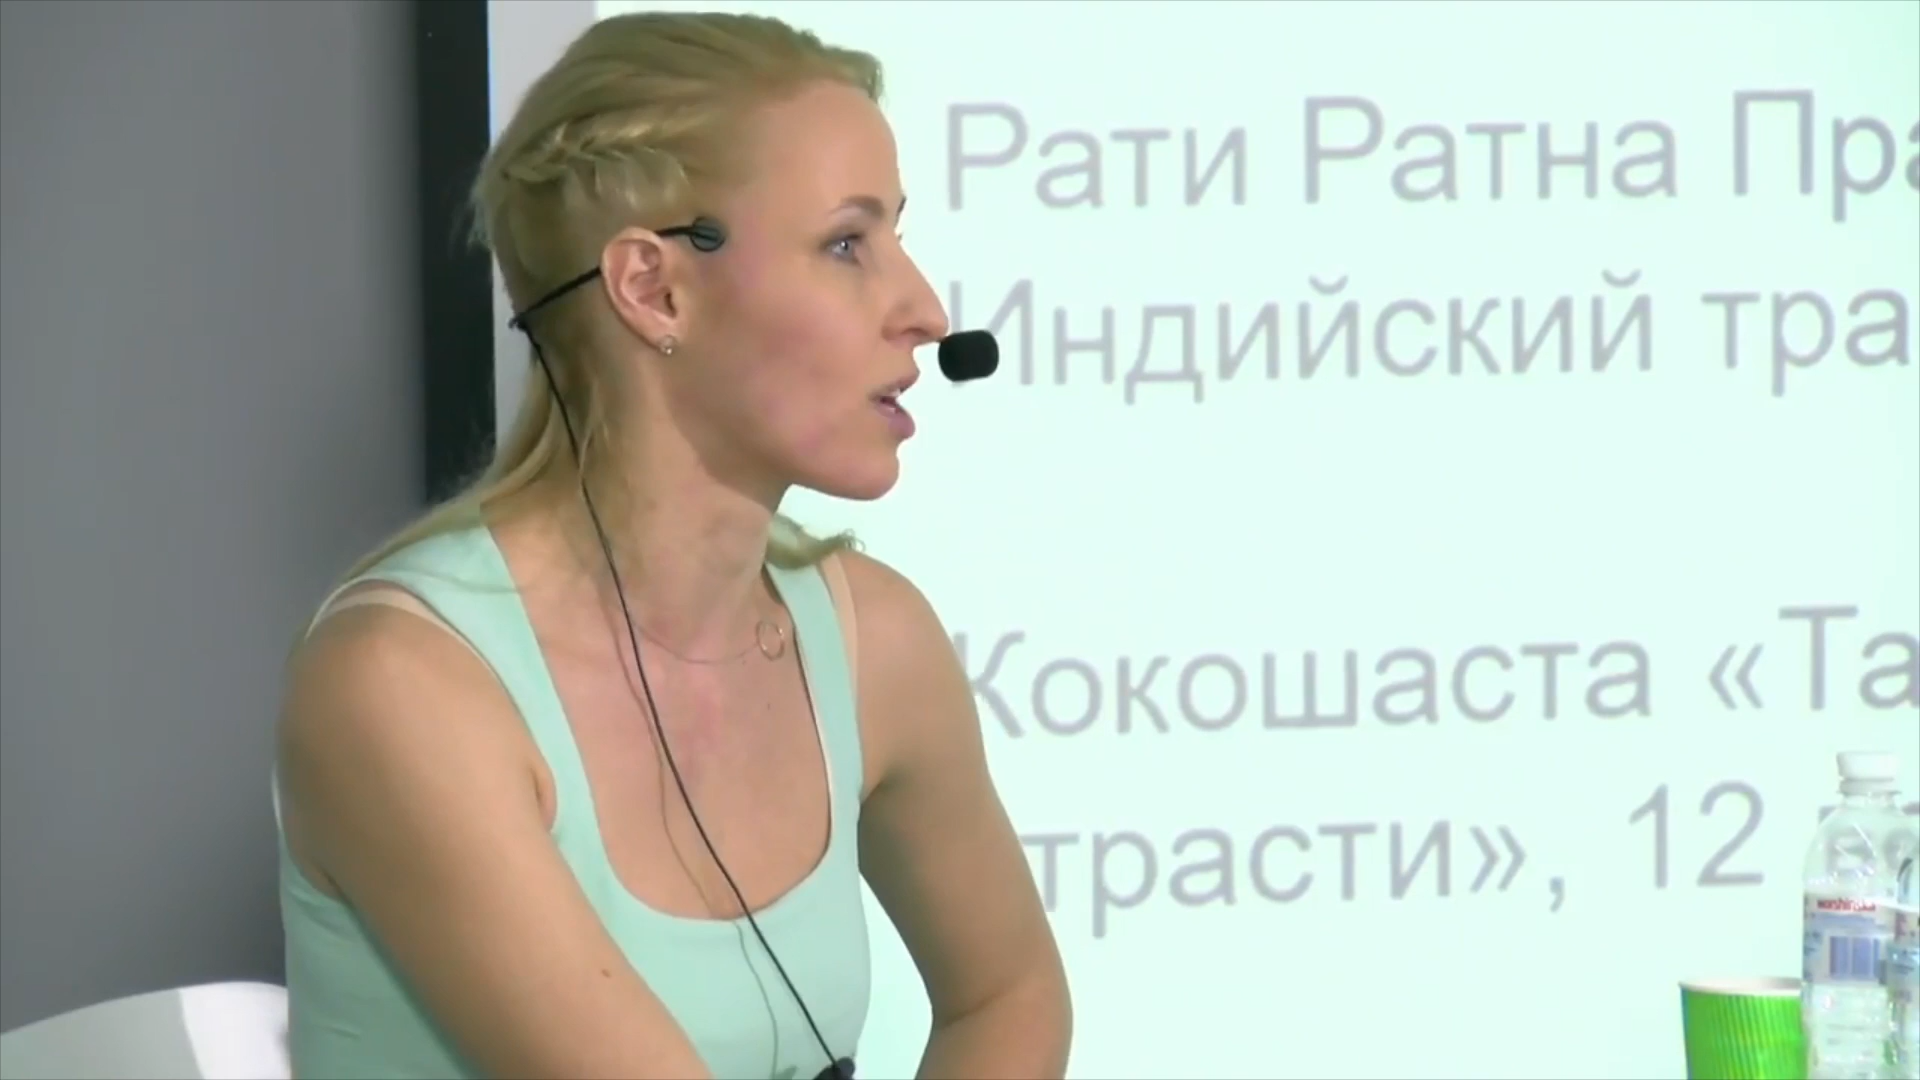 Рати Ратна Пра
Индийский тра
Кокошаста «Та
страсти», 12